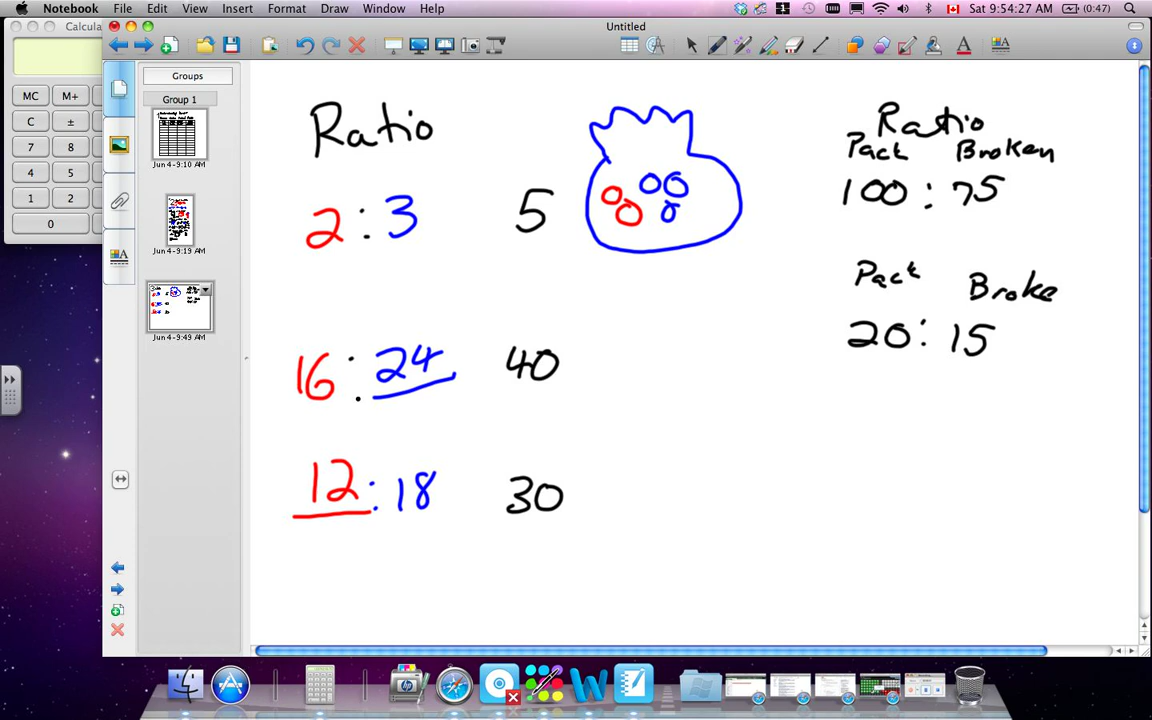 Notebook File Edit View Insert Format Draw Window Help
1
Sat 9:54:27 AM (0:47)
Calcula
Untitled
MC M+
C ±
7 8
4 5
1 2
0
Groups
Group 1
Jun 4-9:10 AM
Jun 4-9:19 AM
Jun 4-9:49 AM
Ratio
2 : 3 5
16 : 24 40
12 : 18 30
Ratio
Pack Broken
100 : 75
Pack Broke
20 : 15
A
HP
W